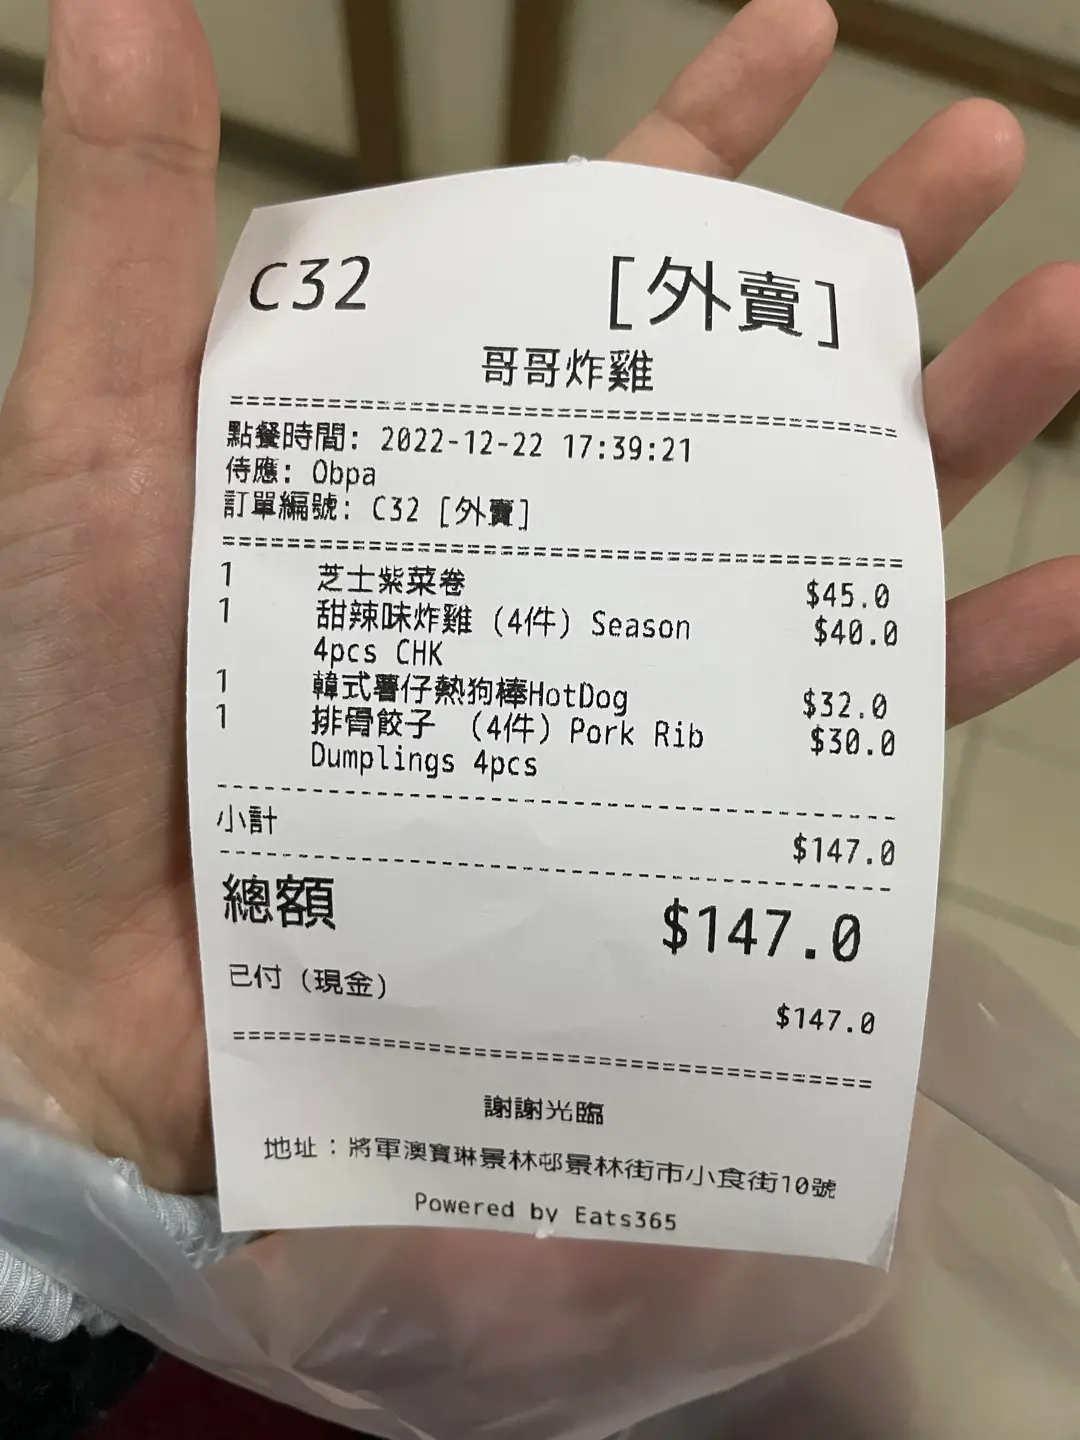 C32 [外賣]
哥哥炸雞
================================================
點餐時間: 2022-12-22 17:39:21
侍應: Obpa
訂單編號: C32 [外賣]
================================================
1 芝士紫菜卷 $45.0
1 甜辣味炸雞 (4件) Season $40.0
4pcs CHK
1 韓式薯仔熱狗棒HotDog $32.0
1 排骨餃子 (4件) Pork Rib $30.0
Dumplings 4pcs
------------------------------------------------
小計 $147.0
------------------------------------------------
總額 $147.0
已付 (現金) $147.0
================================================
謝謝光臨
地址：將軍澳寶琳景林邨景林街市小食街10號
Powered by Eats365